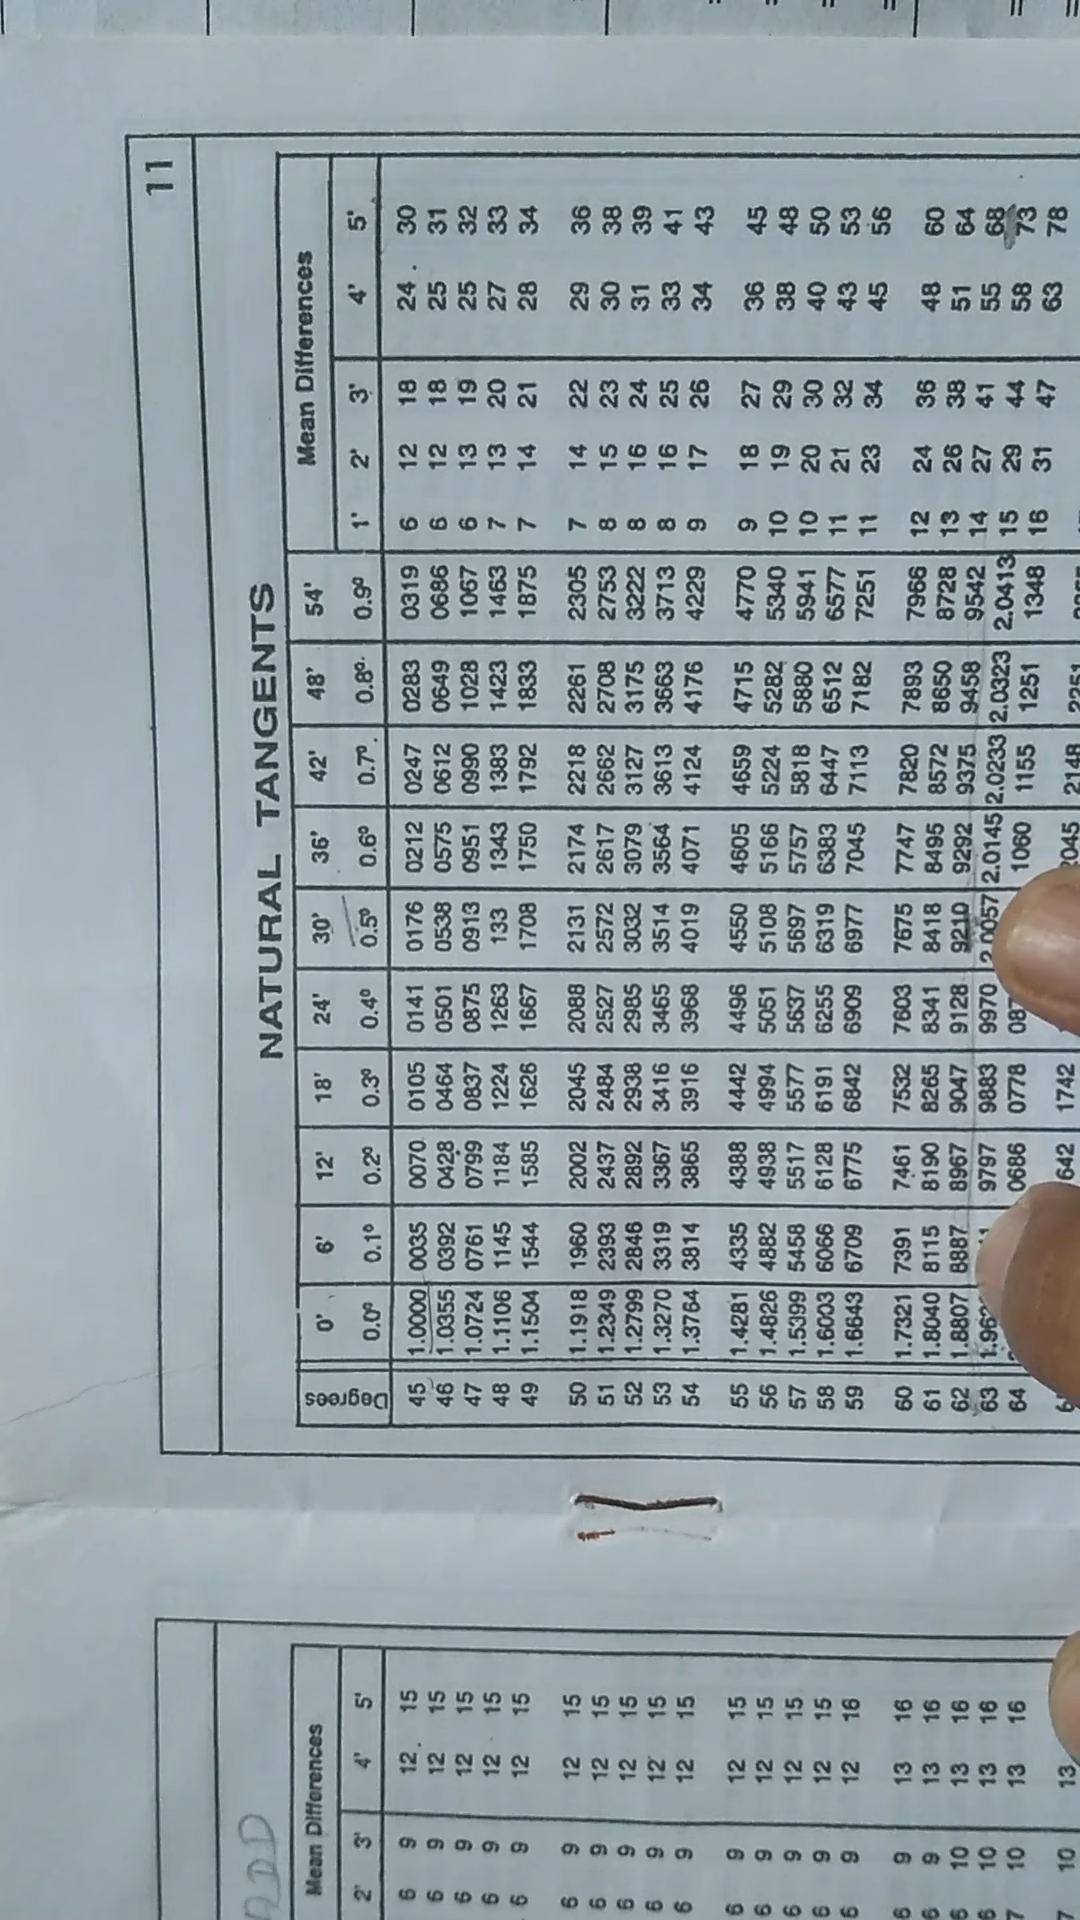 11
NATURAL TANGENTS
Degrees 0' 6' 12' 18' 24' 30' 36' 42' 48' 54' Mean Differences
0.0° 0.1° 0.2° 0.3° 0.4° 0.5° 0.6° 0.7°. 0.8° 0.9° 1' 2' 3' 4' 5'
45 1.0000 0035 0070 0105 0141 0176 0212 0247 0283 0319 6 12 18 24 30
46 1.0355 0392 0428 0464 0501 0538 0575 0612 0649 0686 6 12 18 25 31
47 1.0724 0761 0799 0837 0875 0913 0951 0990 1028 1067 6 13 19 25 32
48 1.1106 1145 1184 1224 1263 133 1343 1383 1423 1463 7 13 20 27 33
49 1.1504 1544 1585 1626 1667 1708 1750 1792 1833 1875 7 14 21 28 34
50 1.1918 1960 2002 2045 2088 2131 2174 2218 2261 2305 7 14 22 29 36
51 1.2349 2393 2437 2484 2527 2572 2617 2662 2708 2753 8 15 23 30 38
52 1.2799 2846 2892 2938 2985 3032 3079 3127 3175 3222 8 16 24 31 39
53 1.3270 3319 3367 3416 3465 3514 3564 3613 3663 3713 8 16 25 33 41
54 1.3764 3814 3865 3916 3968 4019 4071 4124 4176 4229 9 17 26 34 43
55 1.4281 4335 4388 4442 4496 4550 4605 4659 4715 4770 9 18 27 36 45
56 1.4826 4882 4938 4994 5051 5108 5166 5224 5282 5340 10 19 29 38 48
57 1.5399 5458 5517 5577 5637 5697 5757 5818 5880 5941 10 20 30 40 50
58 1.6003 6066 6128 6191 6255 6319 6383 6447 6512 6577 11 21 32 43 53
59 1.6643 6709 6775 6842 6909 6977 7045 7113 7182 7251 11 23 34 45 56
60 1.7321 7391 7461 7532 7603 7675 7747 7820 7893 7966 12 24 36 48 60
61 1.8040 8115 8190 8265 8341 8418 8495 8572 8650 8728 13 26 38 51 64
62 1.8807 8887 8967 9047 9128 9210 9292 9375 9458 9542 14 27 41 55 68
63 9797 9883 9970 2.0057 2.0145 2.0233 2.0323 2.0413 15 29 44 58 73
64 0686 0778 1060 1155 1251 1348 16 31 47 63 78
1742 2148 2251
ADD
Mean Differences
2' 3' 4' 5'
6 9 12 15
6 9 12 15
6 9 12 15
6 9 12 15
6 9 12 15
6 9 12 15
6 9 12 15
6 9 12 15
6 9 12 15
6 9 12 15
6 9 12 15
6 9 12 15
6 9 12 15
6 9 12 15
6 9 12 16
6 9 13 16
6 9 13 16
6 10 13 16
6 10 13 16
7 10 13 16
7 10 13